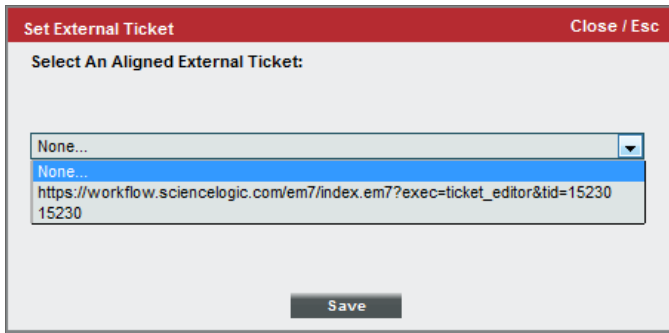 Set External Ticket Close / Esc
Select An Aligned External Ticket:
None...
None...
https://workflow.sciencelogic.com/em7/index.em7?exec=ticket_editor&tid=15230
15230
Save